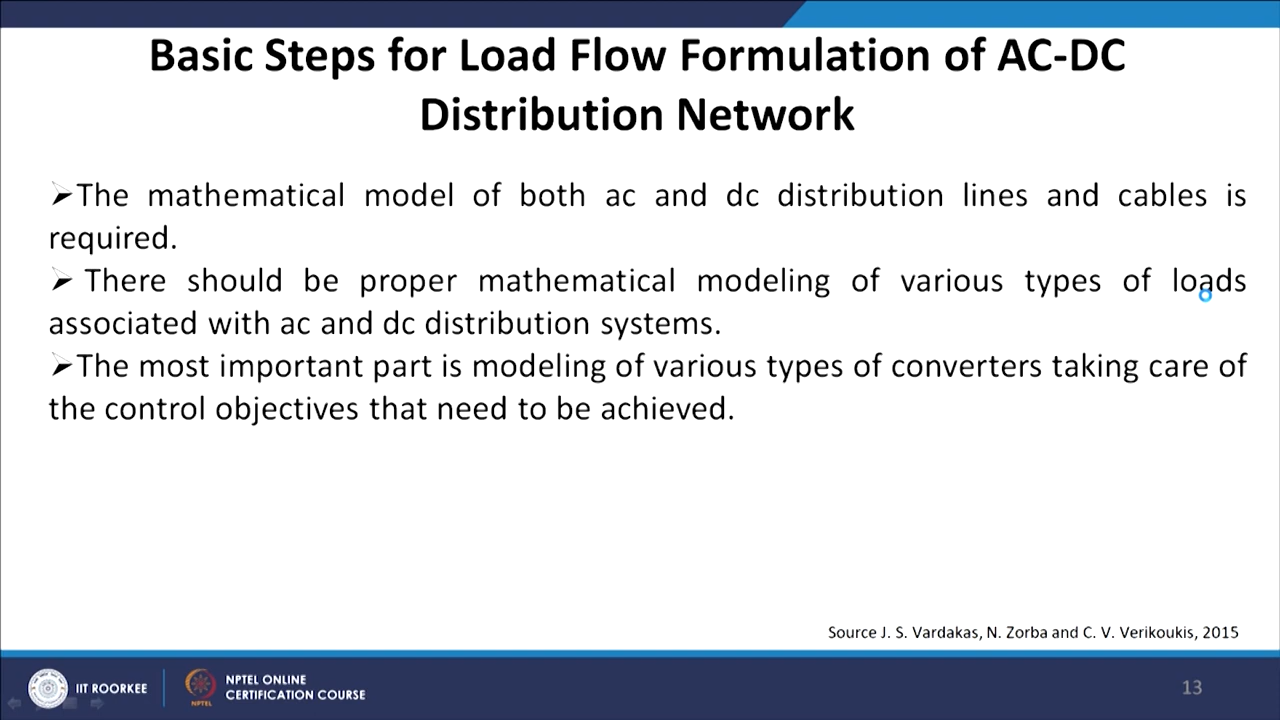 Basic Steps for Load Flow Formulation of AC-DC
Distribution Network
➢The mathematical model of both ac and dc distribution lines and cables is
required.
➢ There should be proper mathematical modeling of various types of loads
associated with ac and dc distribution systems.
➢The most important part is modeling of various types of converters taking care of
the control objectives that need to be achieved.
Source J. S. Vardakas, N. Zorba and C. V. Verikoukis, 2015
IIT ROORKEE
NPTEL
NPTEL ONLINE
CERTIFICATION COURSE
13